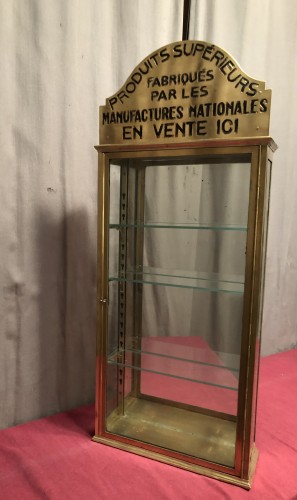 PRODUITS SUPÉRIEURS
FABRIQUÉS
PAR LES
MANUFACTURES NATIONALES
EN VENTE ICI